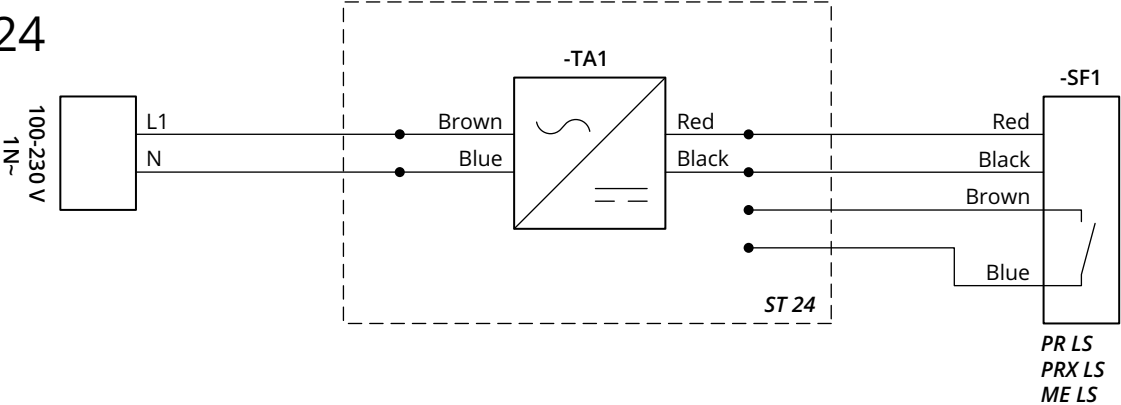 24
100-230 V
1N~
L1
N
-TA1
Brown
Blue
Red
Black
ST 24
-SF1
Red
Black
Brown
Blue
PR LS
PRX LS
ME LS